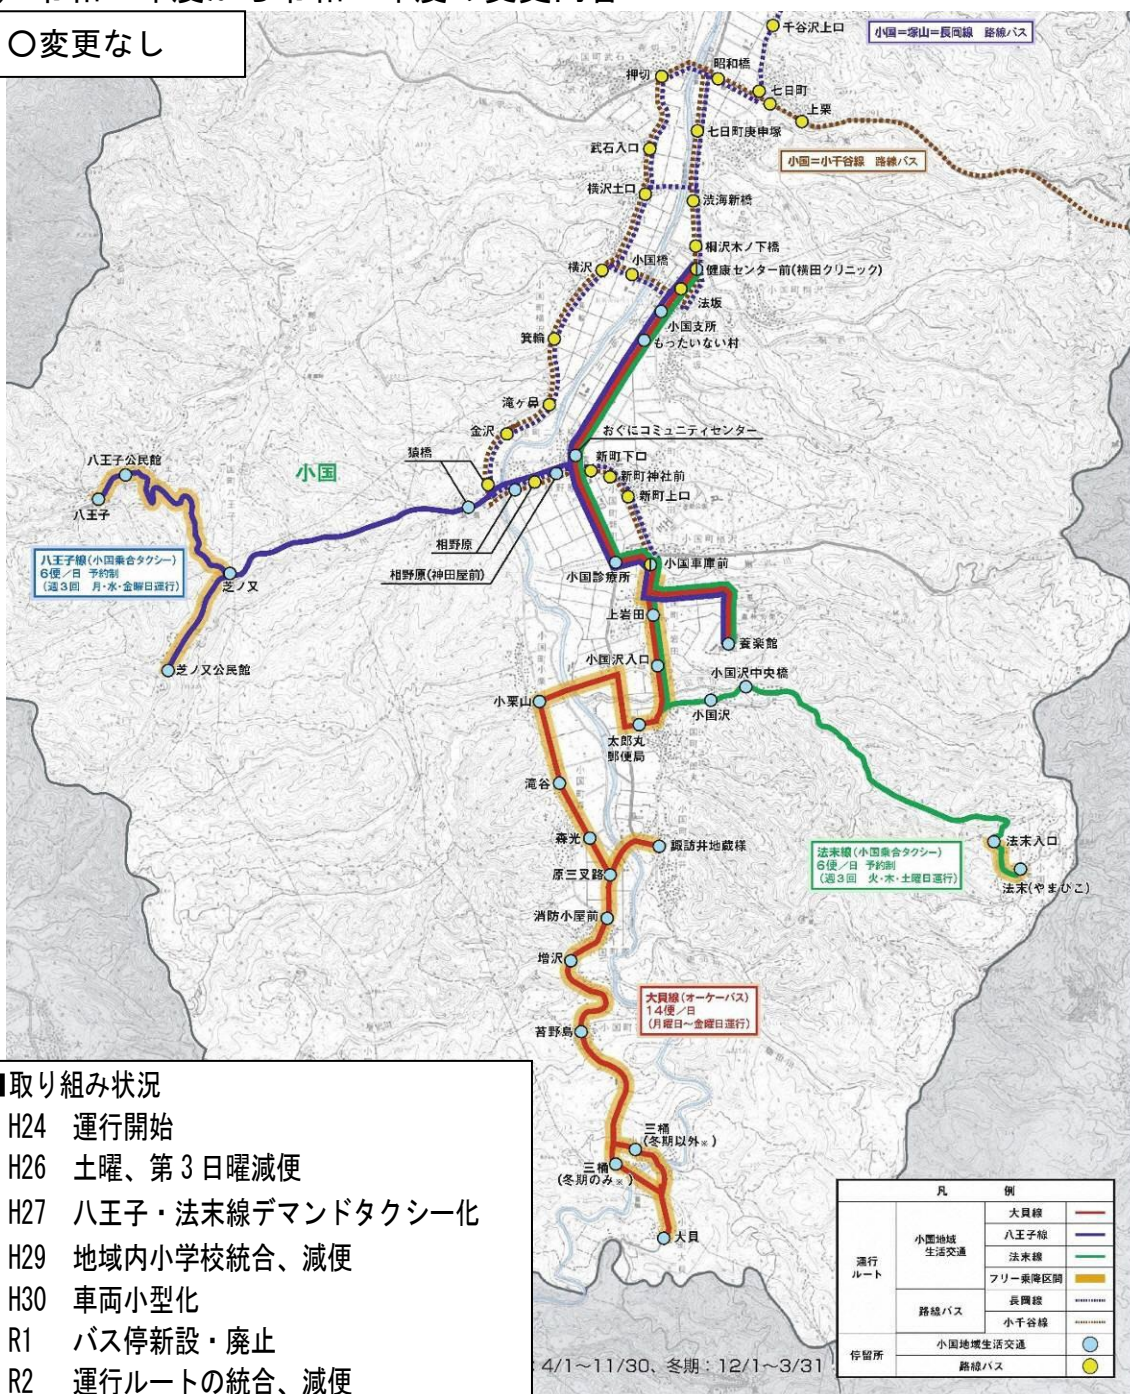 〇変更なし
千谷沢上口
小国=塚山=長岡線 路線バス
昭和橋
押切
七日町
上栗
七日町庚申塚
武石入口
小国=小千谷線 路線バス
横沢土口
渋海新橋
桐沢木ノ下橋
小国橋
横沢
健康センター前(横田クリニック)
法坂
小国支所
もったいない村
箕輪
滝ヶ鼻
金沢
おぐにコミュニティセンター
猿橋
新町下口
八王子公民館
小国
新町神社前
新町上口
八王子
相野原
八王子線(小国乗合タクシー)
6便/日 予約制
(週3回 月・水・金曜日運行)
相野原(神田屋前)
小国診療所
小国車庫前
芝ノ又
上岩田
養楽館
小国沢入口
芝ノ又公民館
小国沢中央橋
小栗山
小国沢
太郎丸
郵便局
滝谷
森光
諏訪井地蔵様
法末入口
法末線(小国乗合タクシー)
6便/日 予約制
(週3回 火・木・土曜日運行)
原三叉路
法末(やまびこ)
消防小屋前
増沢
大貝線(オーケーバス)
14便/日
(月曜日~金曜日運行)
苔野島
■取り組み状況
H24 運行開始
H26 土曜、第3日曜減便
H27 八王子・法末線デマンドタクシー化
H29 地域内小学校統合、減便
H30 車両小型化
R1 バス停新設・廃止
R2 運行ルートの統合、減便
三桶
(冬期以外※)
三桶
(冬期のみ※)
大貝
凡 例
運行
ルート
小国地域
生活交通
大貝線
八王子線
法末線
フリー乗降区間
路線バス
長岡線
小千谷線
停留所
小国地域生活交通
路線バス
:4/1~11/30、冬期:12/1~3/31